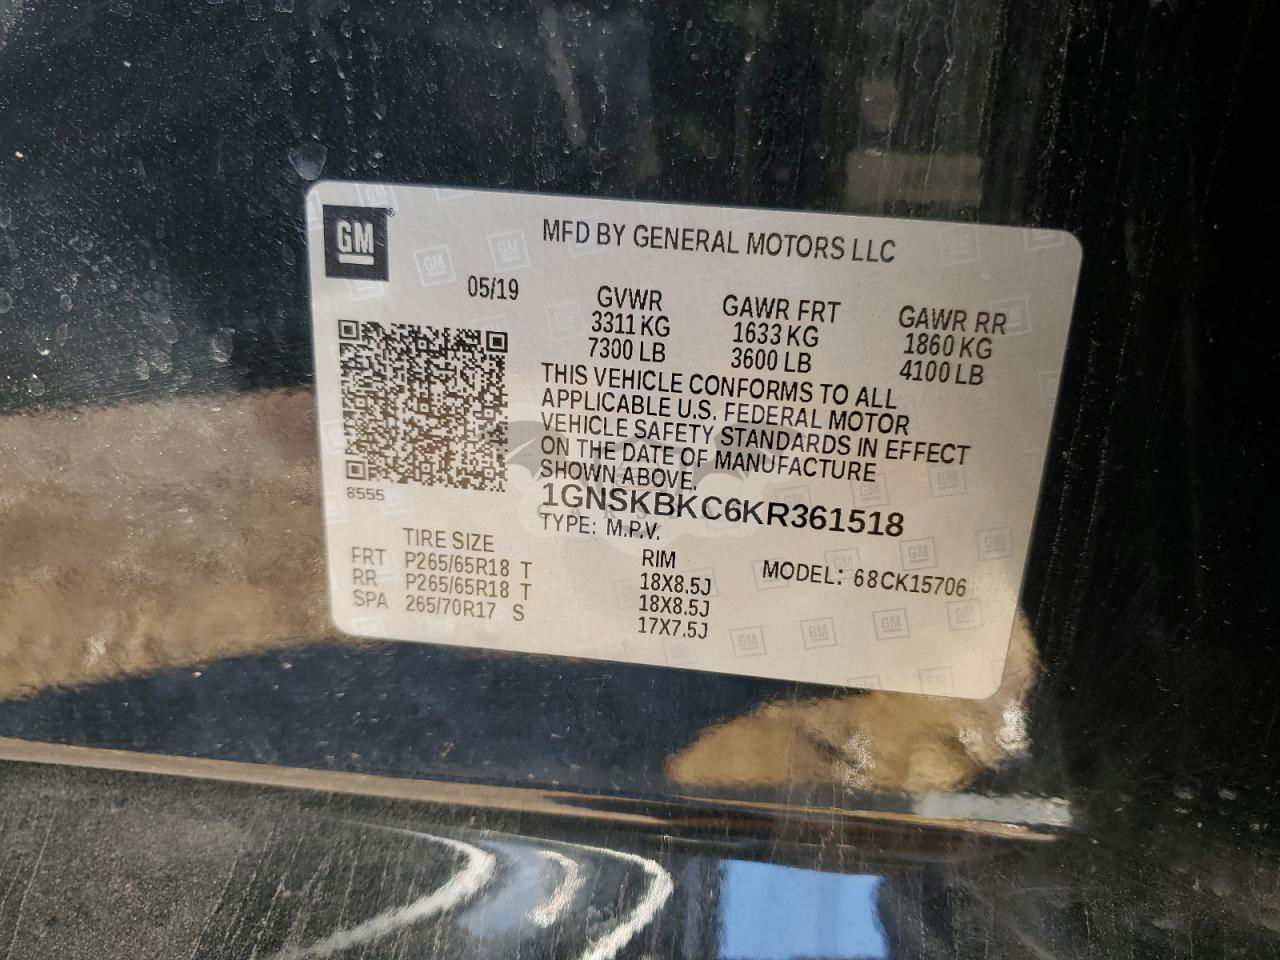 GM
MFD BY GENERAL MOTORS LLC
05/19
GVWR GAWR FRT GAWR RR
3311 KG 1633 KG 1860 KG
7300 LB 3600 LB 4100 LB
THIS VEHICLE CONFORMS TO ALL
APPLICABLE U.S. FEDERAL MOTOR
VEHICLE SAFETY STANDARDS IN EFFECT
ON THE DATE OF MANUFACTURE
SHOWN ABOVE.
8555
1GNSKBKC6KR361518
TYPE: M.P.V.
TIRE SIZE RIM MODEL: 68CK15706
FRT P265/65R18 T 18X8.5J
RR P265/65R18 T 18X8.5J
SPA 265/70R17 S 17X7.5J